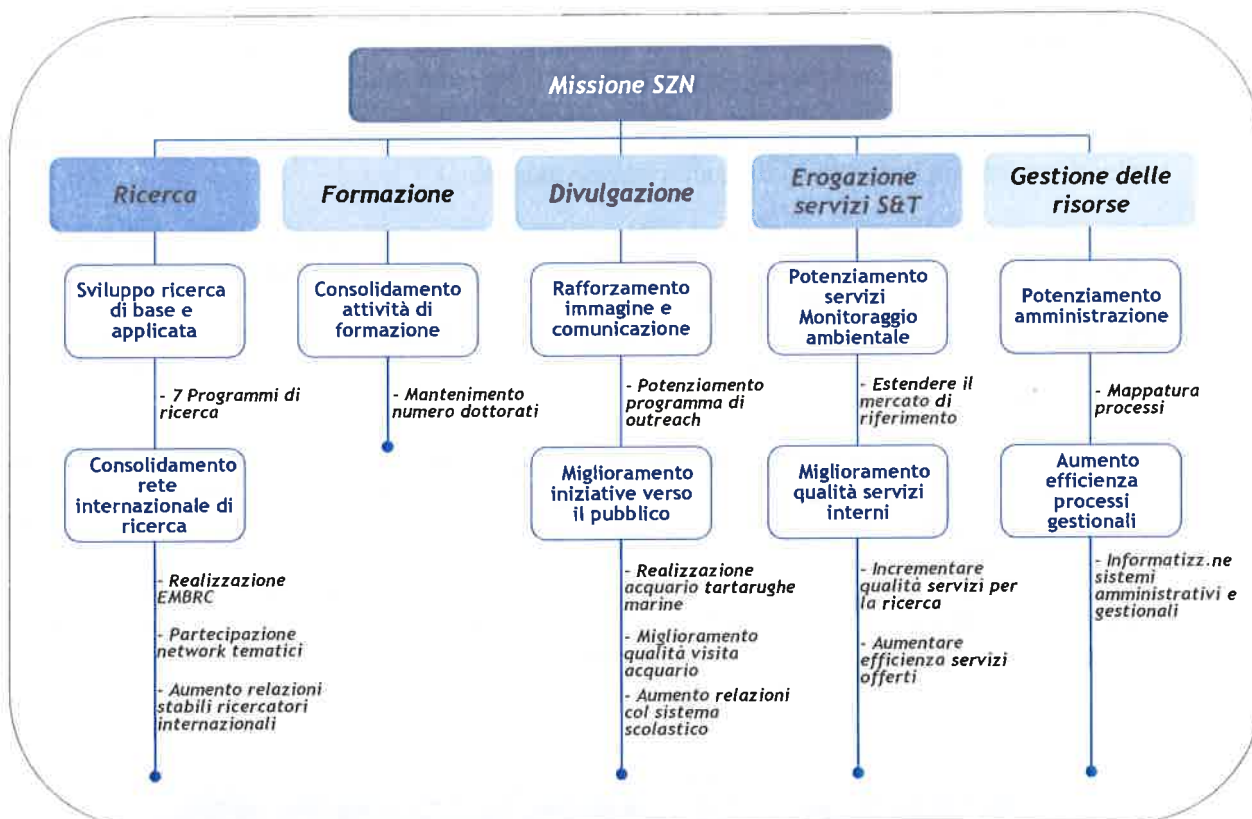 Missione SZN
Ricerca
Formazione
Divulgazione
Erogazione
servizi S&T
Gestione delle
risorse
Sviluppo ricerca
di base e
applicata
- 7 Programmi di
ricerca
Consolidamento
rete
internazionale di
ricerca
- Realizzazione
EMBRC
- Partecipazione
network tematici
- Aumento relazioni
stabili ricercatori
internazionali
Consolidamento
attività di
formazione
- Mantenimento
numero dottorati
Rafforzamento
immagine e
comunicazione
- Potenziamento
programma di
outreach
Miglioramento
iniziative verso
il pubblico
- Realizzazione
acquario tartarughe
marine
- Miglioramento
qualità visita
acquario
- Aumento relazioni
col sistema
scolastico
Potenziamento
servizi
Monitoraggio
ambientale
- Estendere il
mercato di
riferimento
Miglioramento
qualità servizi
interni
- Incrementare
qualità servizi per
la ricerca
- Aumentare
efficienza servizi
offerti
Potenziamento
amministrazione
- Mappatura
processi
Aumento
efficienza
processi
gestionali
- Informatizz.ne
sistemi
amministrativi e
gestionali